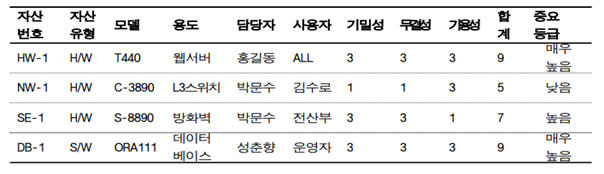 자산번호 자산유형 모델 용도 담당자 사용자 기밀성 무결성 가용성 합계 중요등급
HW-1 H/W T440 웹서버 홍길동 ALL 3 3 3 9 매우높음
NW-1 H/W C-3890 L3스위치 박문수 김수로 1 1 3 5 낮음
SE-1 H/W S-8890 방화벽 박문수 전산부 3 3 1 7 높음
DB-1 S/W ORA111 데이터베이스 성춘향 운영자 3 3 3 9 매우높음